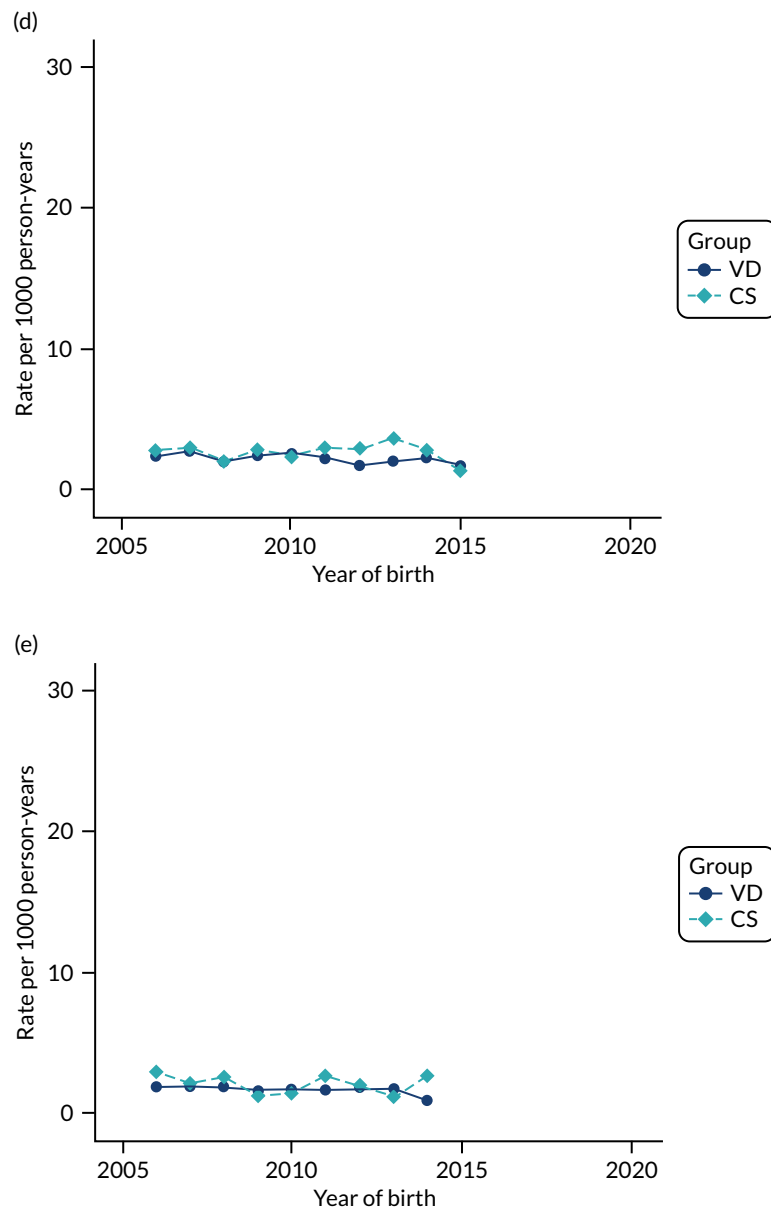 (d)
30
20
10
0
Rate per 1000 person-years
2005 2010 2015 2020
Year of birth
Group
VD
CS
(e)
30
20
10
0
Rate per 1000 person-years
2005 2010 2015 2020
Year of birth
Group
VD
CS